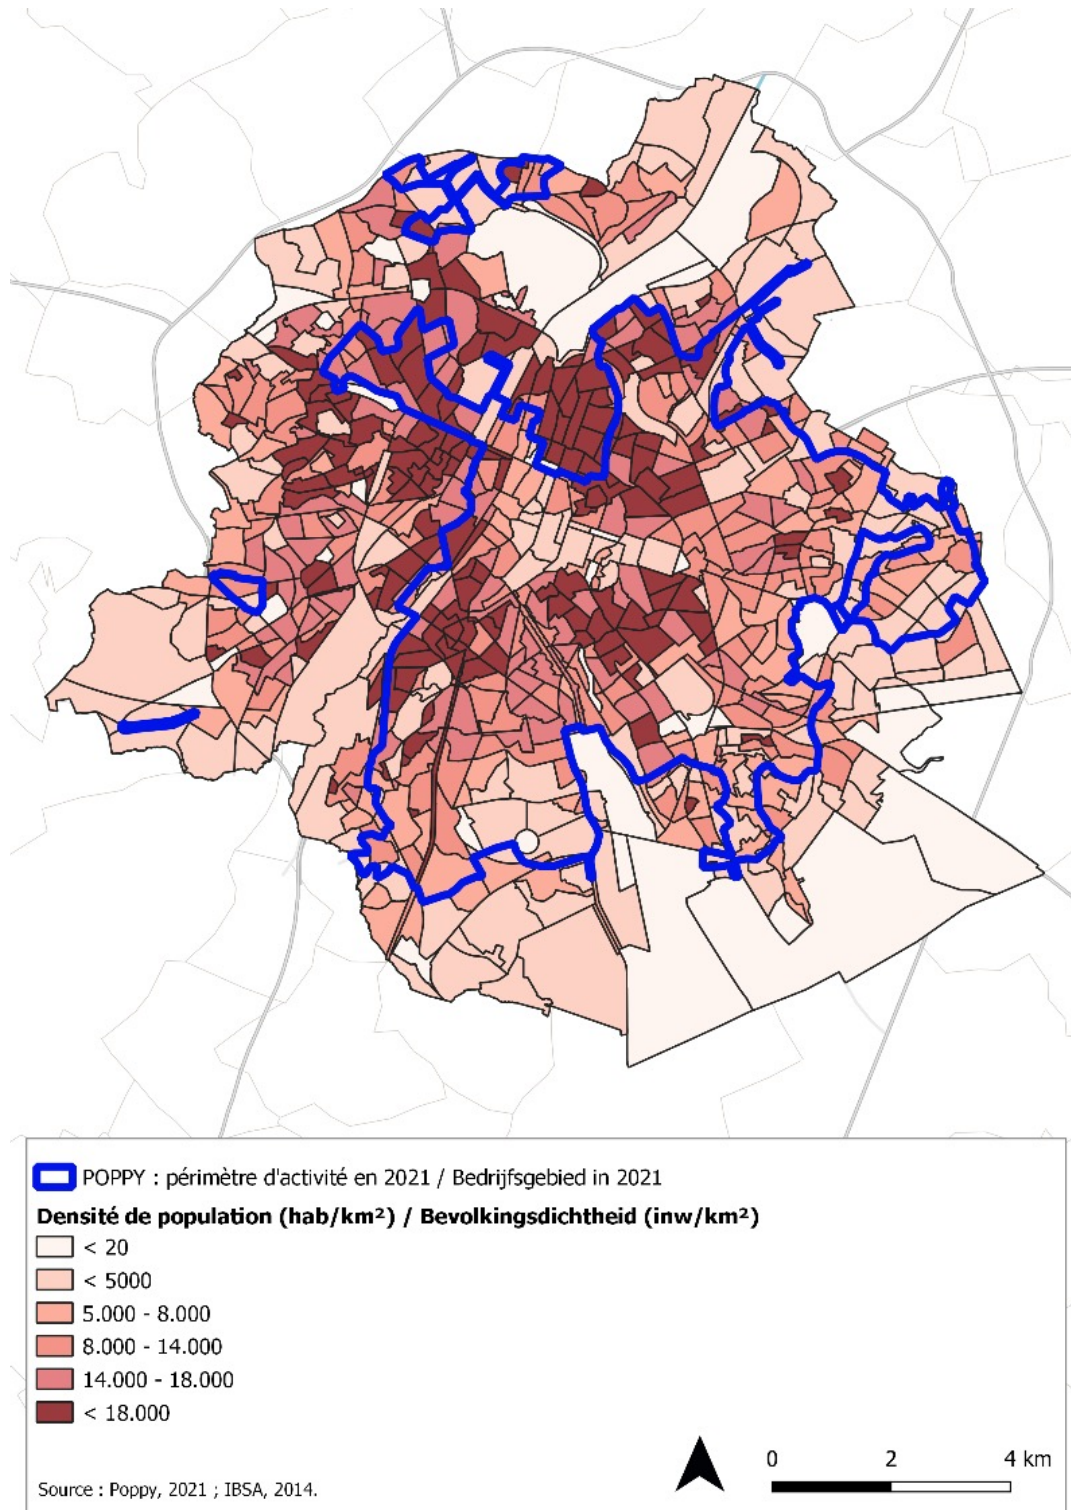 POPPY : périmètre d'activité en 2021 / Bedrijfsgebied in 2021
Densité de population (hab/km²) / Bevolkingsdichtheid (inw/km²)
< 20
< 5000
5.000 - 8.000
8.000 - 14.000
14.000 - 18.000
< 18.000
0 2 4 km
Source : Poppy, 2021 ; IBSA, 2014.